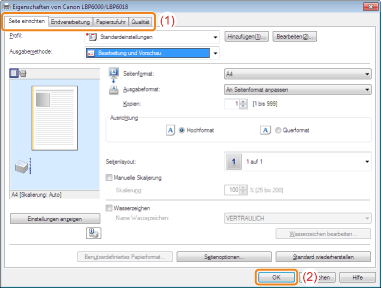 Eigenschaften von Canon LBP6000/LBP6018
Seite einrichten Endverarbeitung Papierzufuhr Qualität (1)
Profil: Standardeinstellungen Hinzufügen(1)... Bearbeiten(2)...
Ausgabemethode: Bearbeitung und Vorschau
Seitenformat: A4
Ausgabeformat: An Seitenformat anpassen
Kopien: 1 [1 bis 999]
Ausrichtung
A Hochformat A Querformat
Seitenlayout: 1 1 auf 1
Manuelle Skalierung
Skalierung: 100 % [25 bis 200]
A4 [Skalierung: Auto]
Wasserzeichen
Name Wasserzeichen: VERTRAULICH
Einstellungen anzeigen
Wasserzeichen bearbeiten...
Benutzerdefiniertes Papierformat... Seitenoptionen... Standard wiederherstellen
OK (2) Hilfe